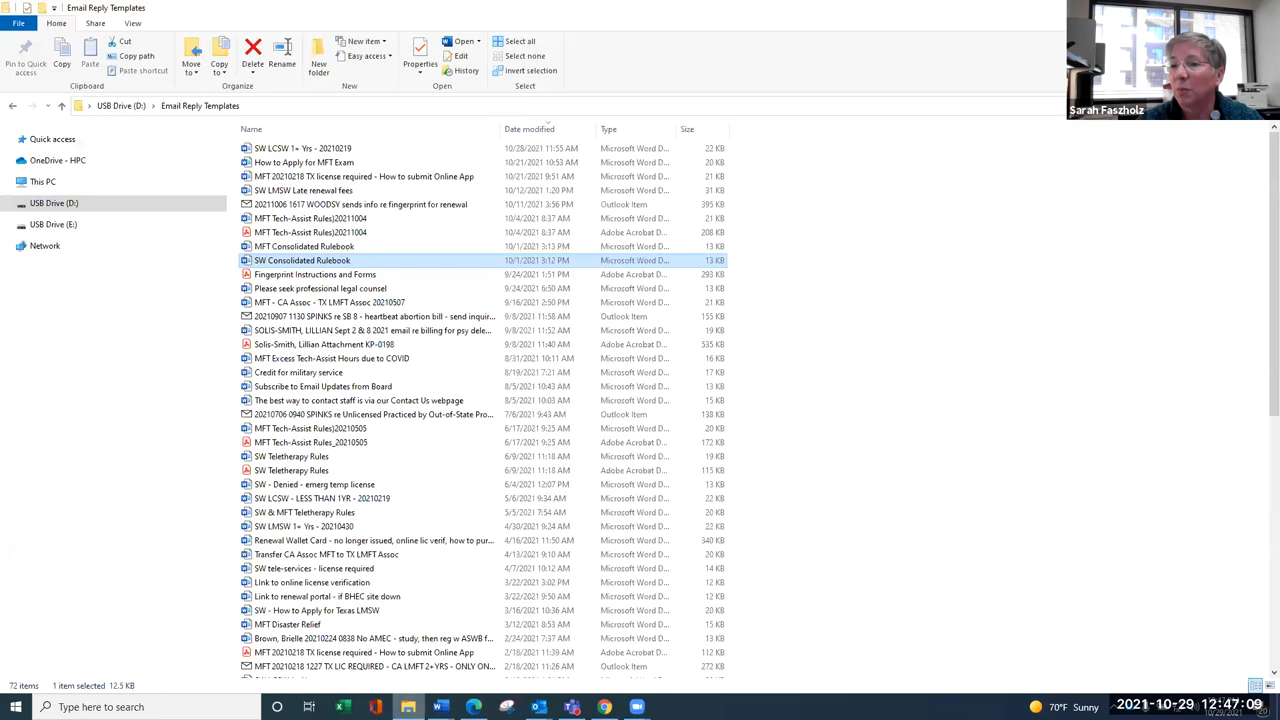 Email Reply Templates
File Home Share View
Pin to Quick access
Copy
Paste
Cut
Copy path
Paste shortcut
Clipboard
Move to
Copy to
Delete
Rename
Organize
New folder
New item
Easy access
New
Properties
Open
Edit
History
Open
Select all
Select none
Invert selection
Sarah Faszholz
USB Drive (D:) Email Reply Templates
Name Date modified Type Size
Quick access
OneDrive - HPC
This PC
USB Drive (D:)
USB Drive (E:)
Network
SW LCSW 1+ Yrs - 20210219 10/28/2021 11:55 AM Microsoft Word D... 22 KB
How to Apply for MFT Exam 10/21/2021 10:53 AM Microsoft Word D... 20 KB
MFT 20210218 TX license required - How to submit Online App 10/21/2021 9:51 AM Microsoft Word D... 21 KB
SW LMSW Late renewal fees 10/12/2021 1:20 PM Microsoft Word D... 31 KB
20211006 1617 WOODSY sends info re fingerprint for renewal 10/11/2021 3:56 PM Outlook Item 395 KB
MFT Tech-Assist Rules)20211004 10/4/2021 8:37 AM Microsoft Word D... 21 KB
MFT Tech-Assist Rules)20211004 10/4/2021 8:37 AM Adobe Acrobat D... 208 KB
MFT Consolidated Rulebook 10/1/2021 3:13 PM Microsoft Word D... 13 KB
SW Consolidated Rulebook 10/1/2021 3:12 PM Microsoft Word D... 13 KB
Fingerprint Instructions and Forms 9/24/2021 1:51 PM Adobe Acrobat D... 293 KB
Please seek professional legal counsel 9/24/2021 6:50 AM Microsoft Word D... 13 KB
MFT - CA Assoc - TX LMFT Assoc 20210507 9/16/2021 2:50 PM Microsoft Word D... 21 KB
20210907 1130 SPINKS re SB 8 - heartbeat abortion bill - send inquir... 9/8/2021 11:58 AM Outlook Item 155 KB
SOLIS-SMITH, LILLIAN Sept 2 & 8 2021 email re billing for psy dele... 9/8/2021 11:52 AM Microsoft Word D... 19 KB
Solis-Smith, Lillian Attachment KP-0198 9/8/2021 11:40 AM Adobe Acrobat D... 535 KB
MFT Excess Tech-Assist Hours due to COVID 8/31/2021 10:11 AM Microsoft Word D... 16 KB
Credit for military service 8/19/2021 7:21 AM Microsoft Word D... 17 KB
Subscribe to Email Updates from Board 8/5/2021 10:43 AM Microsoft Word D... 13 KB
The best way to contact staff is via our Contact Us webpage 8/5/2021 10:03 AM Microsoft Word D... 13 KB
20210706 0940 SPINKS re Unlicensed Practiced by Out-of-State Pro... 7/6/2021 9:43 AM Outlook Item 138 KB
MFT Tech-Assist Rules)20210505 6/17/2021 9:25 AM Microsoft Word D... 20 KB
MFT Tech-Assist Rules_20210505 6/17/2021 9:25 AM Adobe Acrobat D... 172 KB
SW Teletherapy Rules 6/9/2021 11:18 AM Microsoft Word D... 19 KB
SW Teletherapy Rules 6/9/2021 11:18 AM Adobe Acrobat D... 115 KB
SW - Denied - emerg temp license 6/4/2021 12:07 PM Microsoft Word D... 13 KB
SW LCSW - LESS THAN 1YR - 20210219 5/6/2021 9:34 AM Microsoft Word D... 22 KB
SW & MFT Teletherapy Rules 5/5/2021 7:54 AM Microsoft Word D... 20 KB
SW LMSW 1+ Yrs - 20210430 4/30/2021 9:24 AM Microsoft Word D... 22 KB
Renewal Wallet Card - no longer issued, online lic verif, how to pur... 4/16/2021 11:50 AM Microsoft Word D... 340 KB
Transfer CA Assoc MFT to TX LMFT Assoc 4/13/2021 9:10 AM Microsoft Word D... 20 KB
SW tele-services - license required 4/7/2021 10:12 AM Microsoft Word D... 14 KB
LInk to online license verification 3/22/2021 3:02 PM Microsoft Word D... 12 KB
Link to renewal portal - if BHEC site down 3/22/2021 9:50 AM Microsoft Word D... 12 KB
SW - How to Apply for Texas LMSW 3/16/2021 10:36 AM Microsoft Word D... 20 KB
MFT Disaster Relief 3/12/2021 8:53 AM Microsoft Word D... 15 KB
Brown, Brielle 20210224 0838 No AMEC - study, then reg w ASWB f... 2/24/2021 7:37 AM Microsoft Word D... 13 KB
MFT 20210218 TX license required - How to submit Online App 2/18/2021 11:39 AM Adobe Acrobat D... 112 KB
MFT 20210218 1227 TX LIC REQUIRED - CA LMFT 2+YRS - ONLY ON... 2/18/2021 11:26 AM Outlook Item 272 KB
72 items 1 item selected 12.5 KB
Type here to search
70°F Sunny
2021-10-29 12:47:09